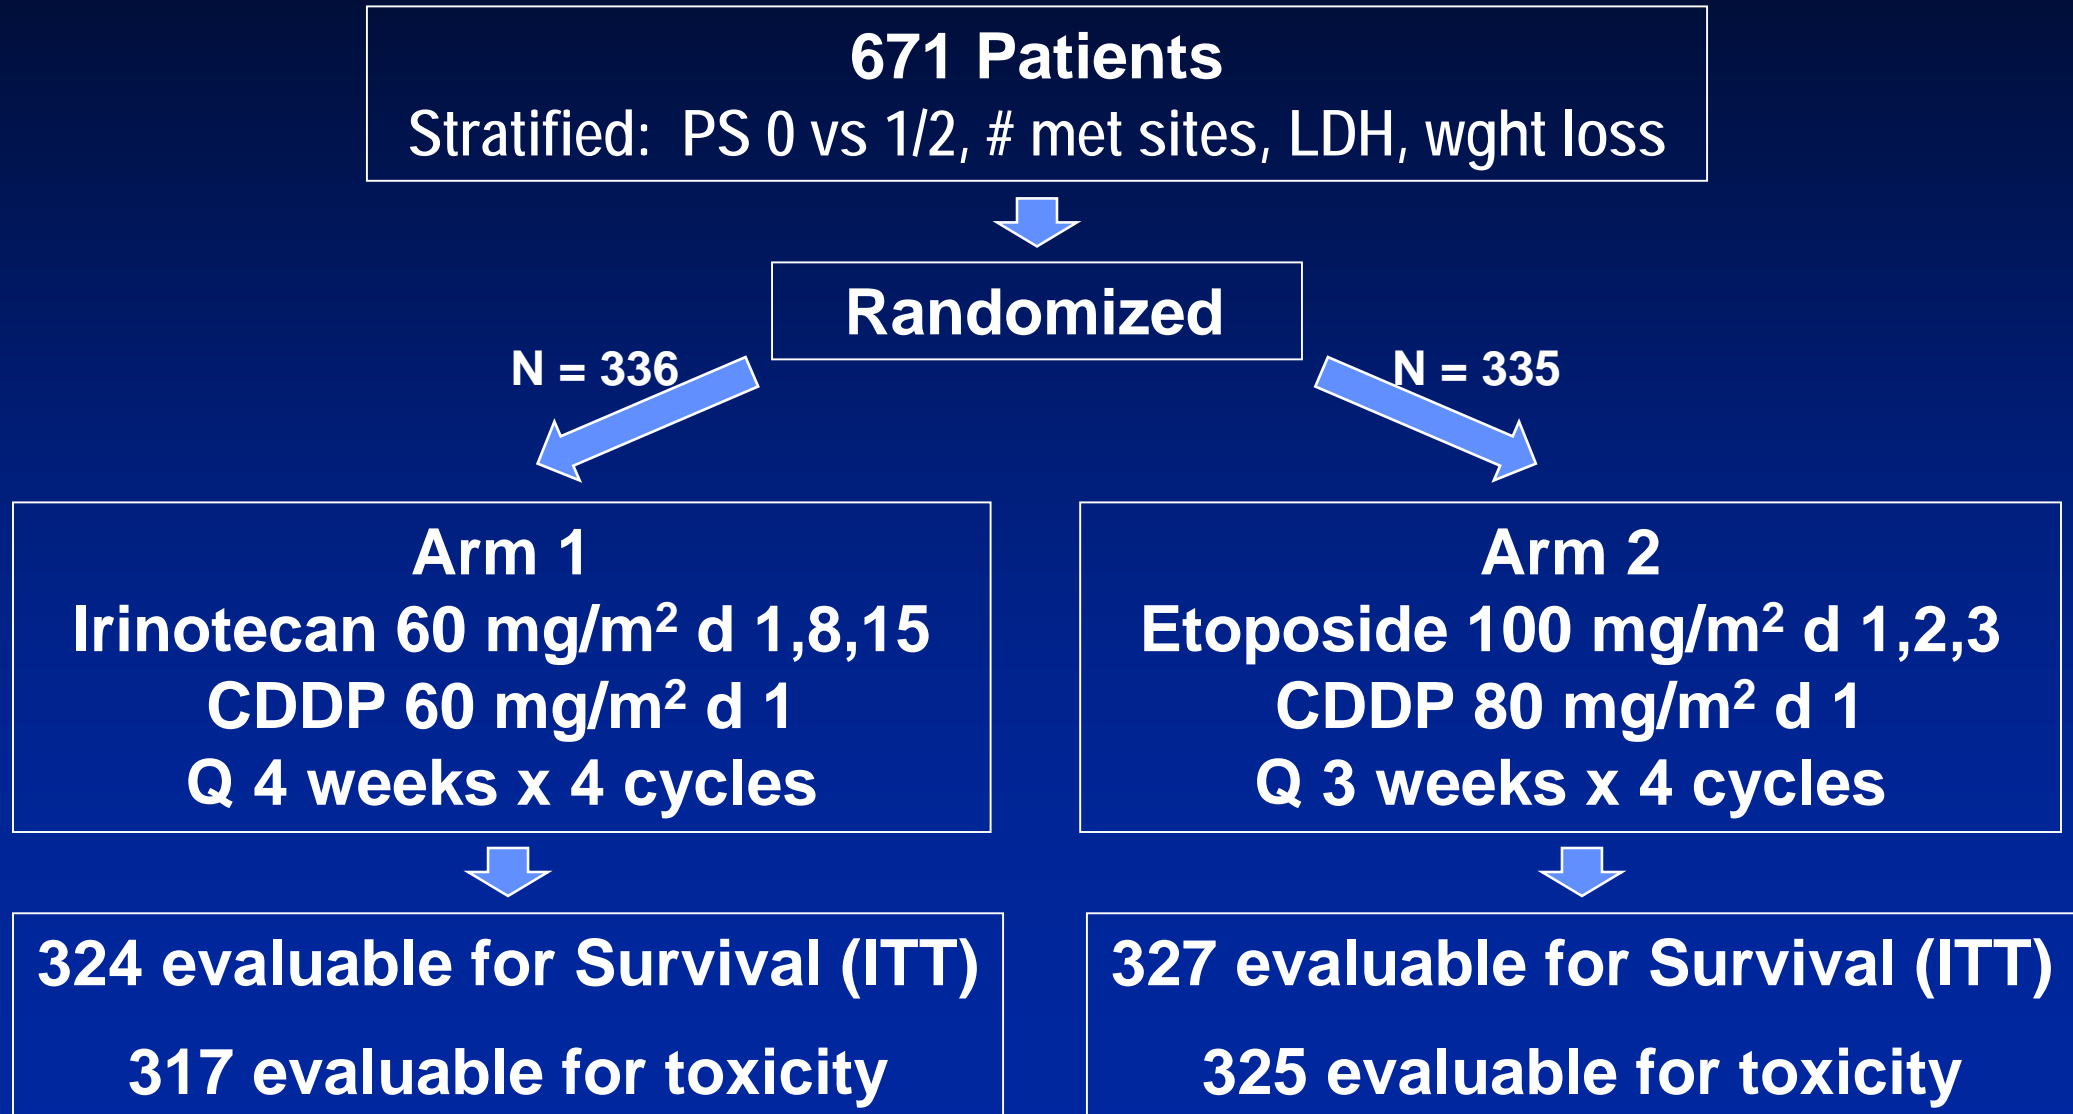 671 Patients
Stratified: PS 0 vs 1/2, # met sites, LDH, wght loss
Randomized
N = 336
N = 335
Arm 1
Irinotecan 60 mg/m² d 1,8,15
CDDP 60 mg/m² d 1
Q 4 weeks x 4 cycles
Arm 2
Etoposide 100 mg/m² d 1,2,3
CDDP 80 mg/m² d 1
Q 3 weeks x 4 cycles
324 evaluable for Survival (ITT)
317 evaluable for toxicity
327 evaluable for Survival (ITT)
325 evaluable for toxicity